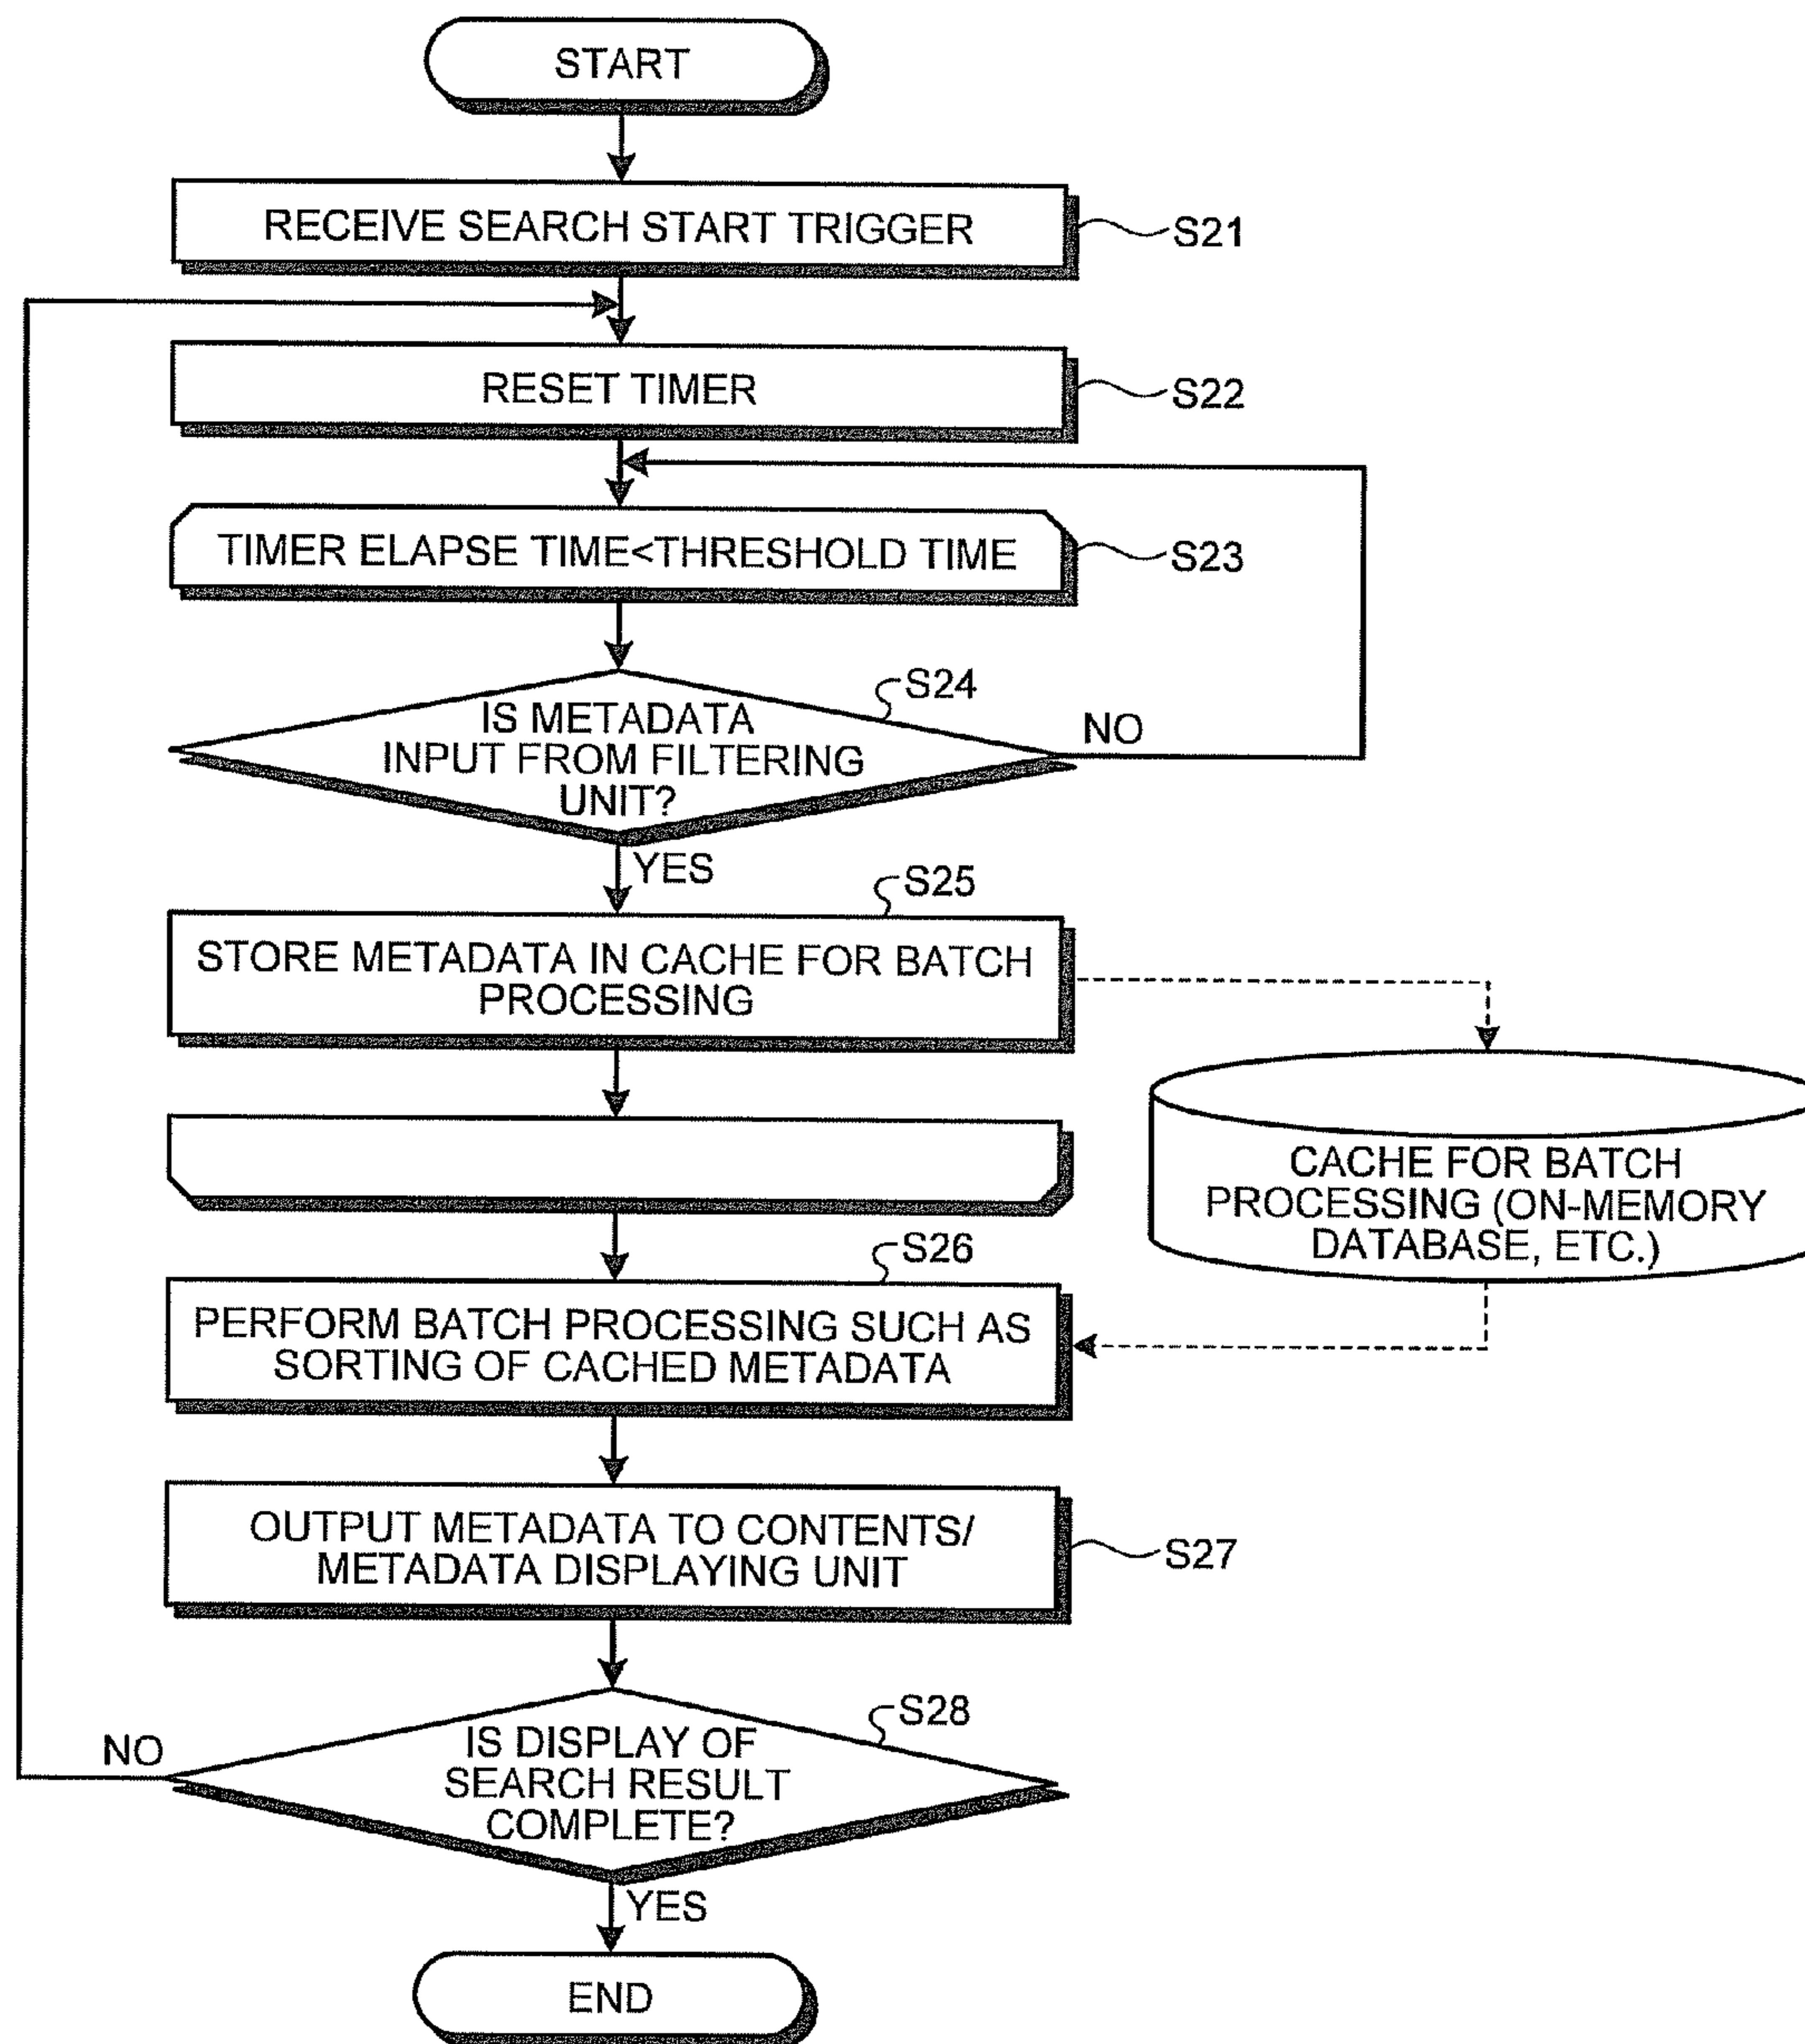 START
RECEIVE SEARCH START TRIGGER
S21
RESET TIMER
S22
TIMER ELAPSE TIME<THRESHOLD TIME
S23
S24
IS METADATA
INPUT FROM FILTERING
UNIT?
NO
YES
S25
STORE METADATA IN CACHE FOR BATCH
PROCESSING
CACHE FOR BATCH
PROCESSING (ON-MEMORY
DATABASE, ETC.)
S26
PERFORM BATCH PROCESSING SUCH AS
SORTING OF CACHED METADATA
OUTPUT METADATA TO CONTENTS/
METADATA DISPLAYING UNIT
S27
S28
IS DISPLAY OF
SEARCH RESULT
COMPLETE?
NO
YES
END